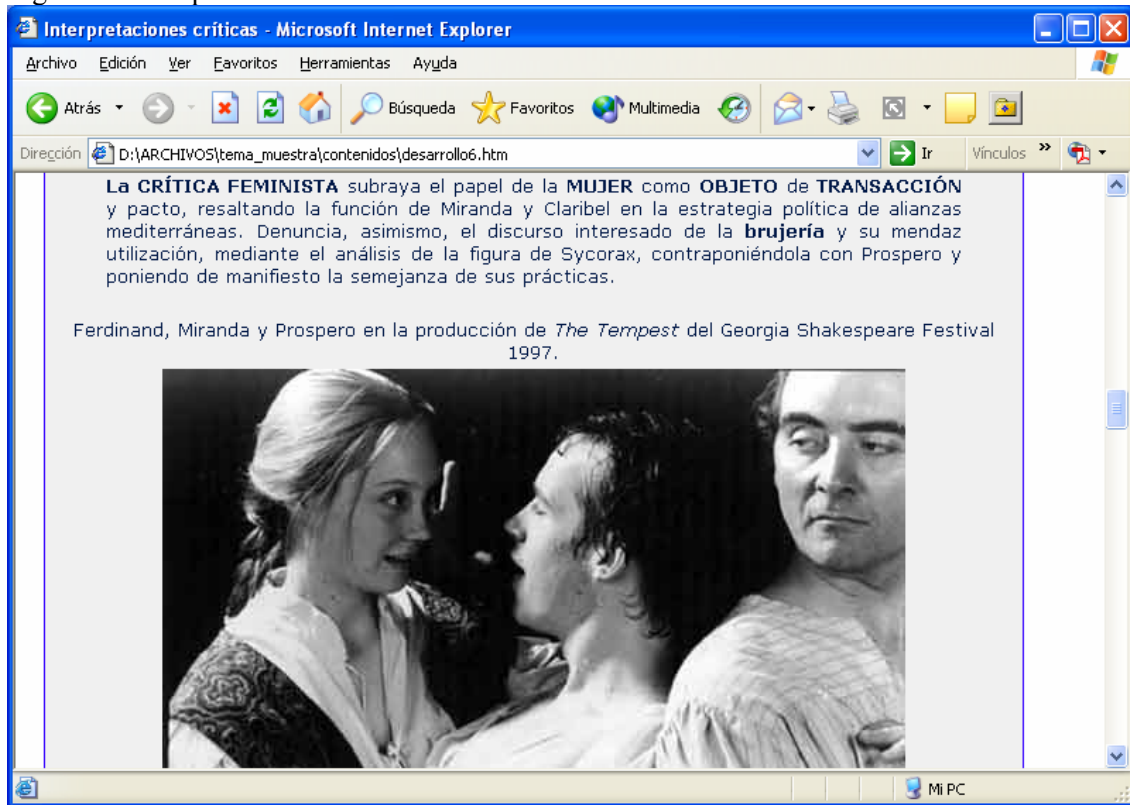 Interpretaciones críticas - Microsoft Internet Explorer
Archivo Edición Ver Favoritos Herramientas Ayuda
Atrás Búsqueda Favoritos Multimedia
Dirección D:\ARCHIVOS\tema_muestra\contenidos\desarrollo6.htm Ir Vínculos »
La CRÍTICA FEMINISTA subraya el papel de la MUJER como OBJETO de TRANSACCIÓN
y pacto, resaltando la función de Miranda y Claribel en la estrategia política de alianzas
mediterráneas. Denuncia, asimismo, el discurso interesado de la brujería y su mendaz
utilización, mediante el análisis de la figura de Sycorax, contraponiéndola con Prospero y
poniendo de manifiesto la semejanza de sus prácticas.
Ferdinand, Miranda y Prospero en la producción de The Tempest del Georgia Shakespeare Festival
1997.
Mi PC